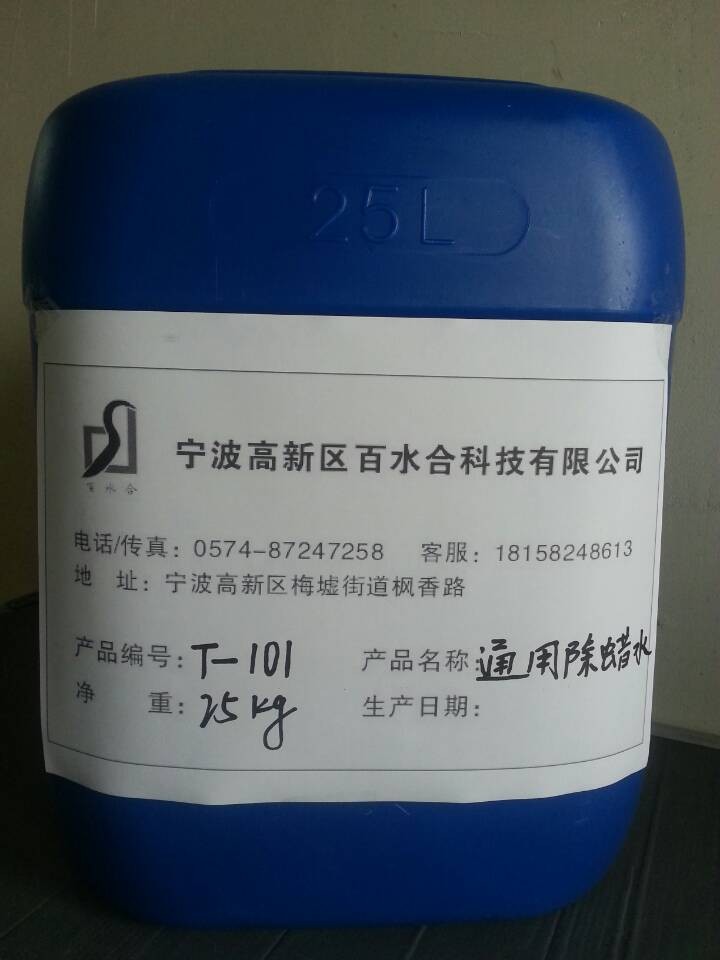 25L
宁波高新区百水合科技有限公司
百水合
电话/传真：0574-87247258 客服：18158248613
地 址：宁波高新区梅墟街道枫香路
产品编号：T-101 产品名称：通用除蜡水
净 重：25kg 生产日期：